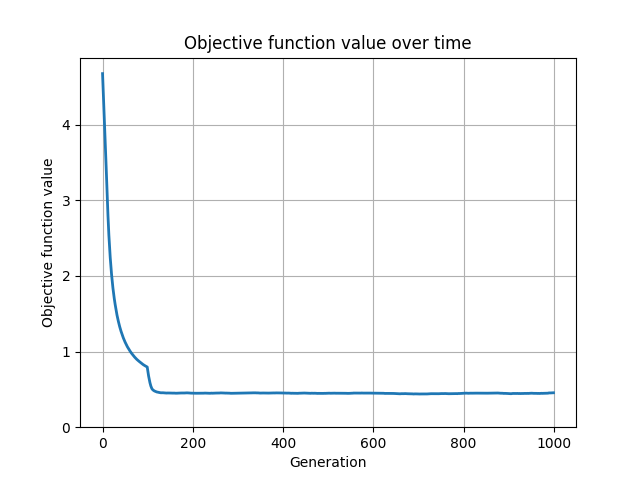 Objective function value over time
Objective function value
4
3
2
1
0
0 200 400 600 800 1000
Generation